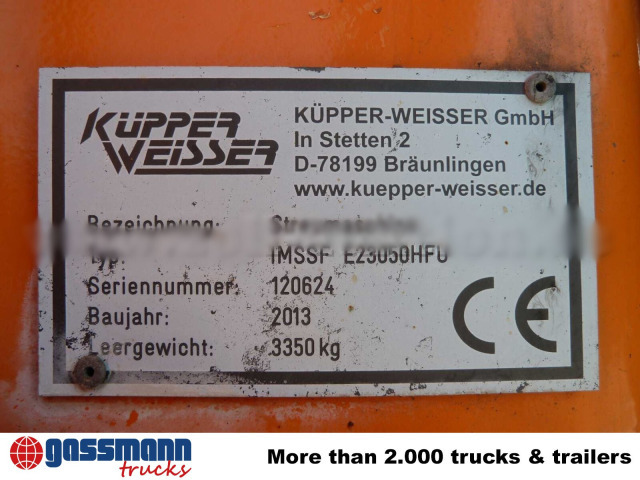 KÜPPER
WEISSER
KÜPPER-WEISSER GmbH
In Stetten 2
D-78199 Bräunlingen
www.kuepper-weisser.de
Bezeichnung:
Typ: IMSSF E23050HFU
Seriennummer: 120624
Baujahr: 2013
Leergewicht: 3350 kg
CE
gassmann
trucks
More than 2.000 trucks & trailers